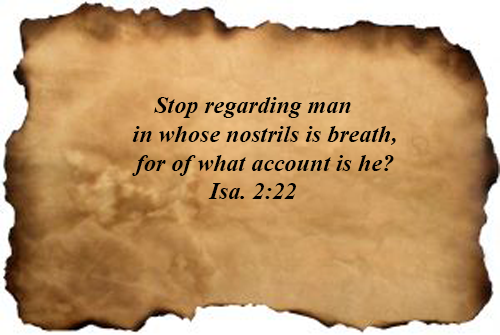 Stop regarding man
in whose nostrils is breath,
for of what account is he?
Isa. 2:22